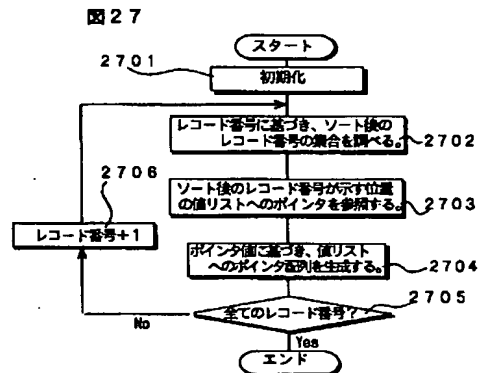 図27
スタート
2701
初期化
レコード番号に基づき、ソート後の
レコード番号の集合を調べる。
2702
2706
レコード番号+1
ソート後のレコード番号が示す位置
の値リストへのポインタを参照する。
2703
ポインタ値に基づき、値リスト
へのポインタ配列を生成する。
2704
全てのレコード番号?
2705
No
Yes
エンド